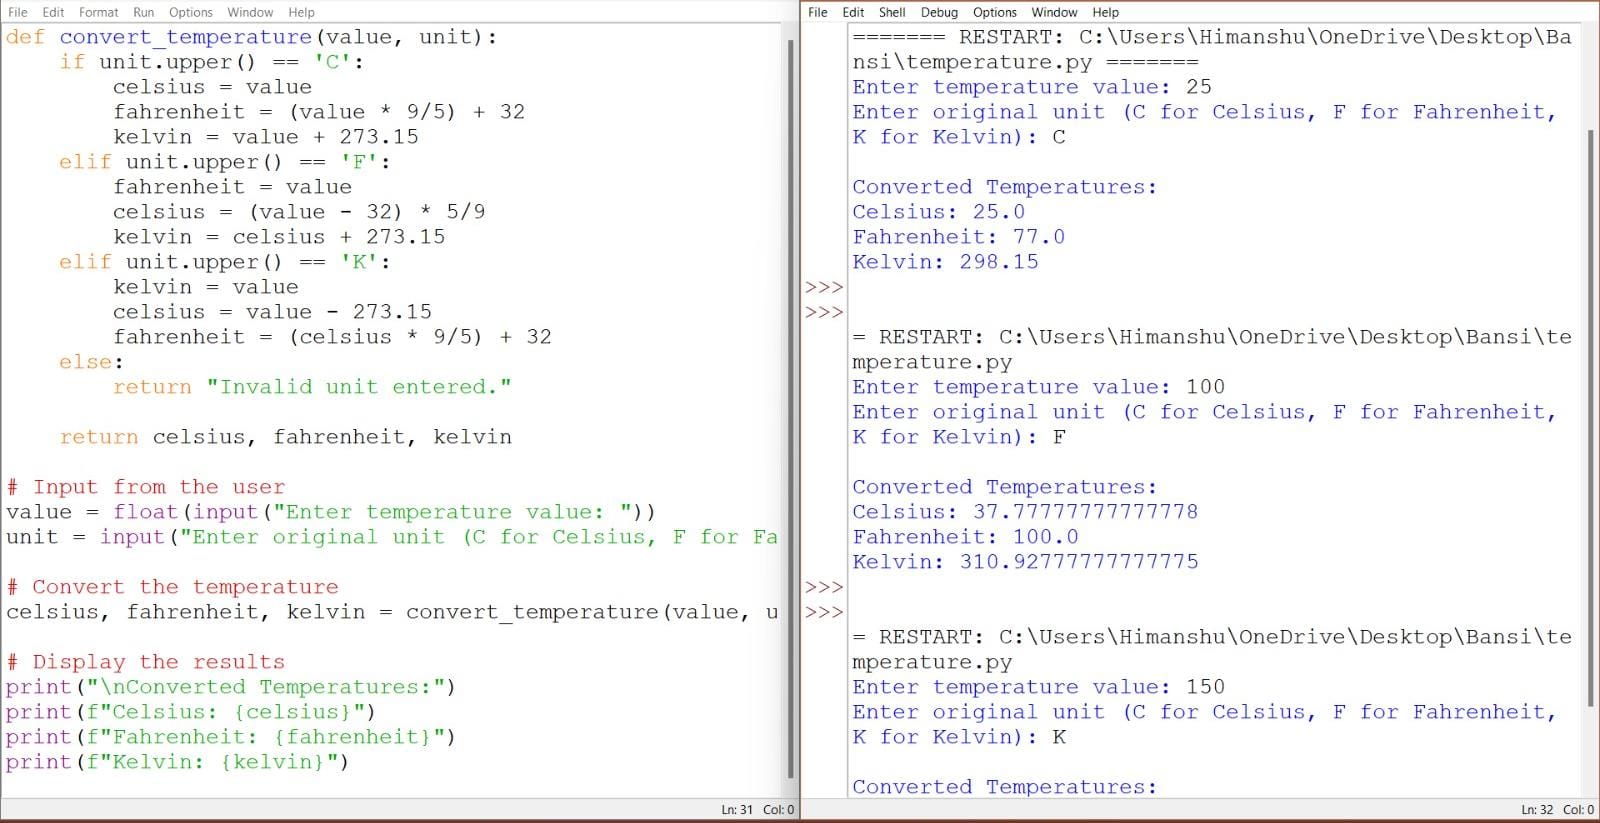 File Edit Format Run Options Window Help
def convert_temperature(value, unit):
    if unit.upper() == 'C':
        celsius = value
        fahrenheit = (value * 9/5) + 32
        kelvin = value + 273.15
    elif unit.upper() == 'F':
        fahrenheit = value
        celsius = (value - 32) * 5/9
        kelvin = celsius + 273.15
    elif unit.upper() == 'K':
        kelvin = value
        celsius = value - 273.15
        fahrenheit = (celsius * 9/5) + 32
    else:
        return "Invalid unit entered."
    return celsius, fahrenheit, kelvin
# Input from the user
value = float(input("Enter temperature value: "))
unit = input("Enter original unit (C for Celsius, F for Fa
# Convert the temperature
celsius, fahrenheit, kelvin = convert_temperature(value, u
# Display the results
print("\nConverted Temperatures:")
print(f"Celsius: {celsius}")
print(f"Fahrenheit: {fahrenheit}")
print(f"Kelvin: {kelvin}")
Ln: 31 Col: 0
File Edit Shell Debug Options Window Help
======= RESTART: C:\Users\Himanshu\OneDrive\Desktop\Ba
nsi\temperature.py =======
Enter temperature value: 25
Enter original unit (C for Celsius, F for Fahrenheit,
K for Kelvin): C
Converted Temperatures:
Celsius: 25.0
Fahrenheit: 77.0
Kelvin: 298.15
>>>
>>>
= RESTART: C:\Users\Himanshu\OneDrive\Desktop\Bansi\te
mperature.py
Enter temperature value: 100
Enter original unit (C for Celsius, F for Fahrenheit,
K for Kelvin): F
Converted Temperatures:
Celsius: 37.77777777777778
Fahrenheit: 100.0
Kelvin: 310.92777777777775
>>>
>>>
= RESTART: C:\Users\Himanshu\OneDrive\Desktop\Bansi\te
mperature.py
Enter temperature value: 150
Enter original unit (C for Celsius, F for Fahrenheit,
K for Kelvin): K
Converted Temperatures:
Ln: 32 Col: 0